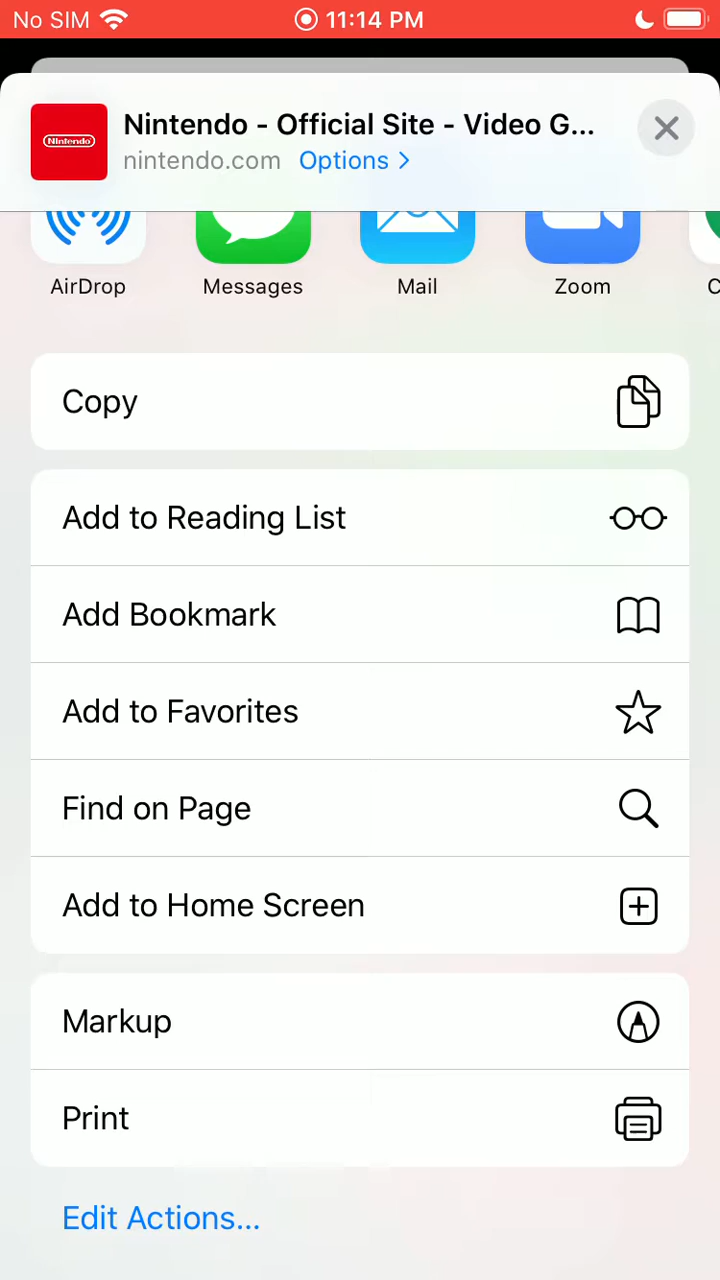 No SIM 11:14 PM
Nintendo
Nintendo - Official Site - Video G...
nintendo.com Options
AirDrop Messages Mail Zoom C
Copy
Add to Reading List
Add Bookmark
Add to Favorites
Find on Page
Add to Home Screen
Markup
Print
Edit Actions...